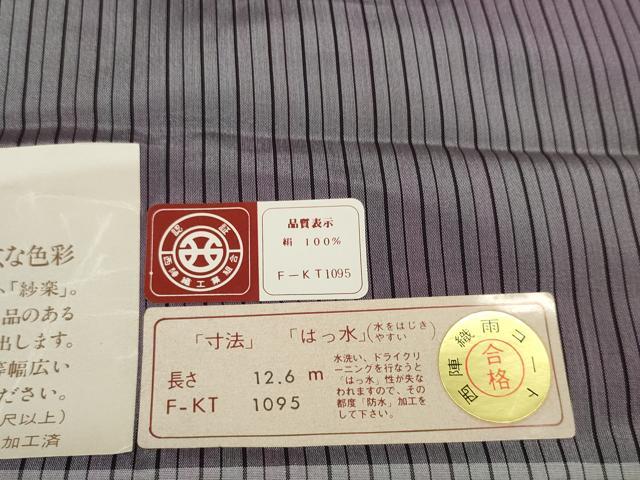 な色彩
、「紗楽」。
品のある
出します。
等幅広い
ださい。
尺以上)
加工済
認証
西陣織工業組合
品質表示
絹 100%
F-KT1095
「寸法」 「はっ水」(水をはじきやすい)
長さ 12.6 m
F-KT 1095
水洗い、ドライクリ
ーニングを行なうと
「はっ水」性が失な
われますので、その
都度「防水」加工を
して下さい。
西陣織雨コート
合格